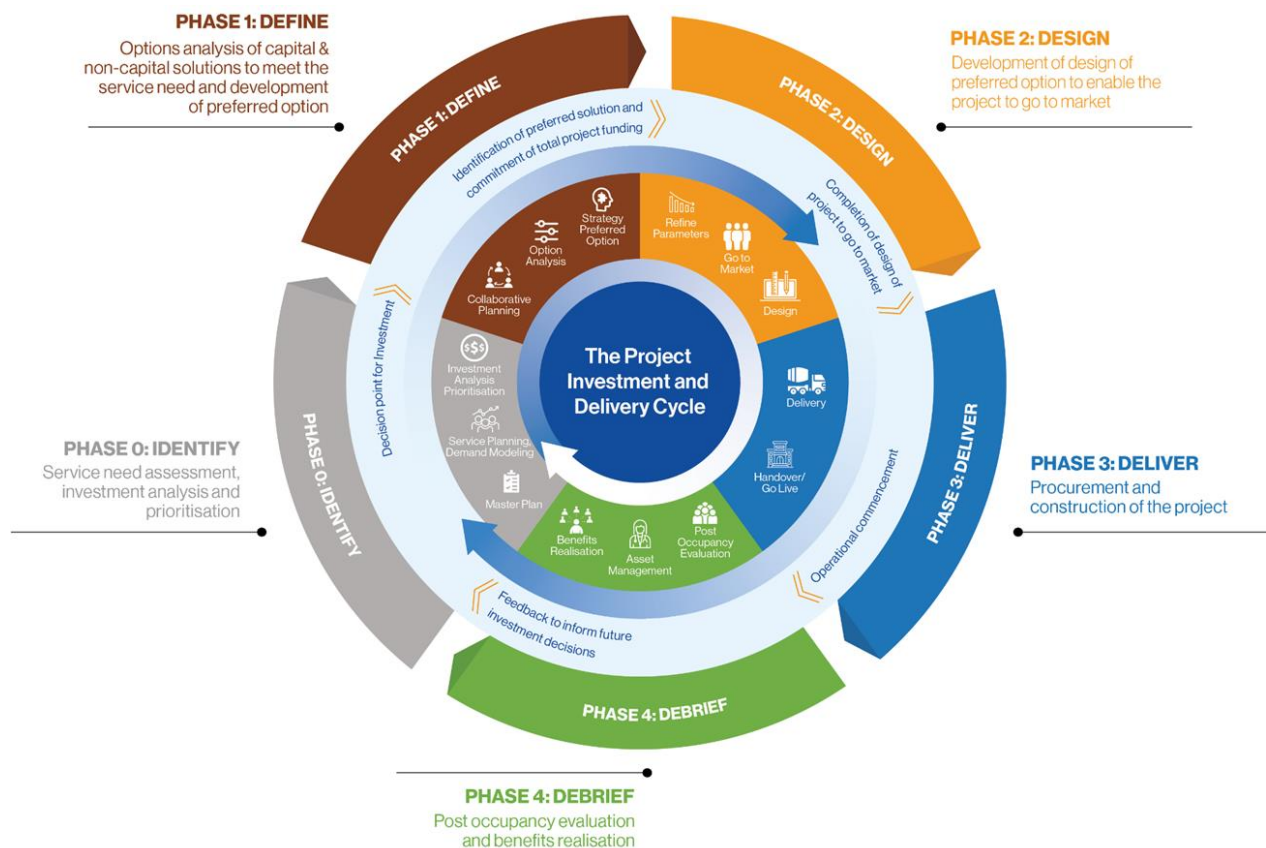 PHASE 1: DEFINE
Options analysis of capital &
non-capital solutions to meet the
service need and development
of preferred option
PHASE 2: DESIGN
Development of design of
preferred option to enable the
project to go to market
PHASE 1: DEFINE
PHASE 2: DESIGN
Identification of preferred solution and
commitment of total project funding
Completion of design of
project to go to market
Strategy
Preferred
Option
Option
Analysis
Collaborative
Planning
Refine
Parameters
Go to
Market
Design
The Project
Investment and
Delivery Cycle
Decision point for Investment
$$$
Investment
Analysis
Prioritisation
Service Planning,
Demand Modeling
Master Plan
Delivery
Handover/
Go Live
Benefits
Realisation
Asset
Management
Post
Occupancy
Evaluation
Operational commencement
Feedback to inform future
investment decisions
PHASE 0: IDENTIFY
PHASE 0: IDENTIFY
Service need assessment,
investment analysis and
prioritisation
PHASE 3: DELIVER
PHASE 3: DELIVER
Procurement and
construction of the project
PHASE 4: DEBRIEF
PHASE 4: DEBRIEF
Post occupancy evaluation
and benefits realisation